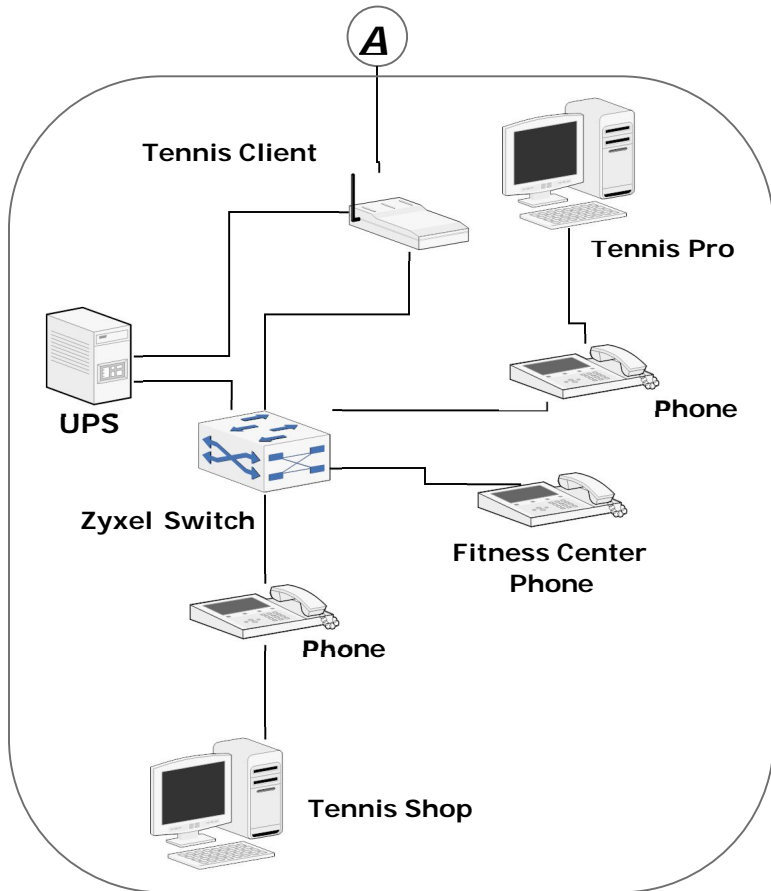 A
Tennis Client
Tennis Pro
UPS
Phone
Zyxel Switch
Fitness Center
Phone
Phone
Tennis Shop